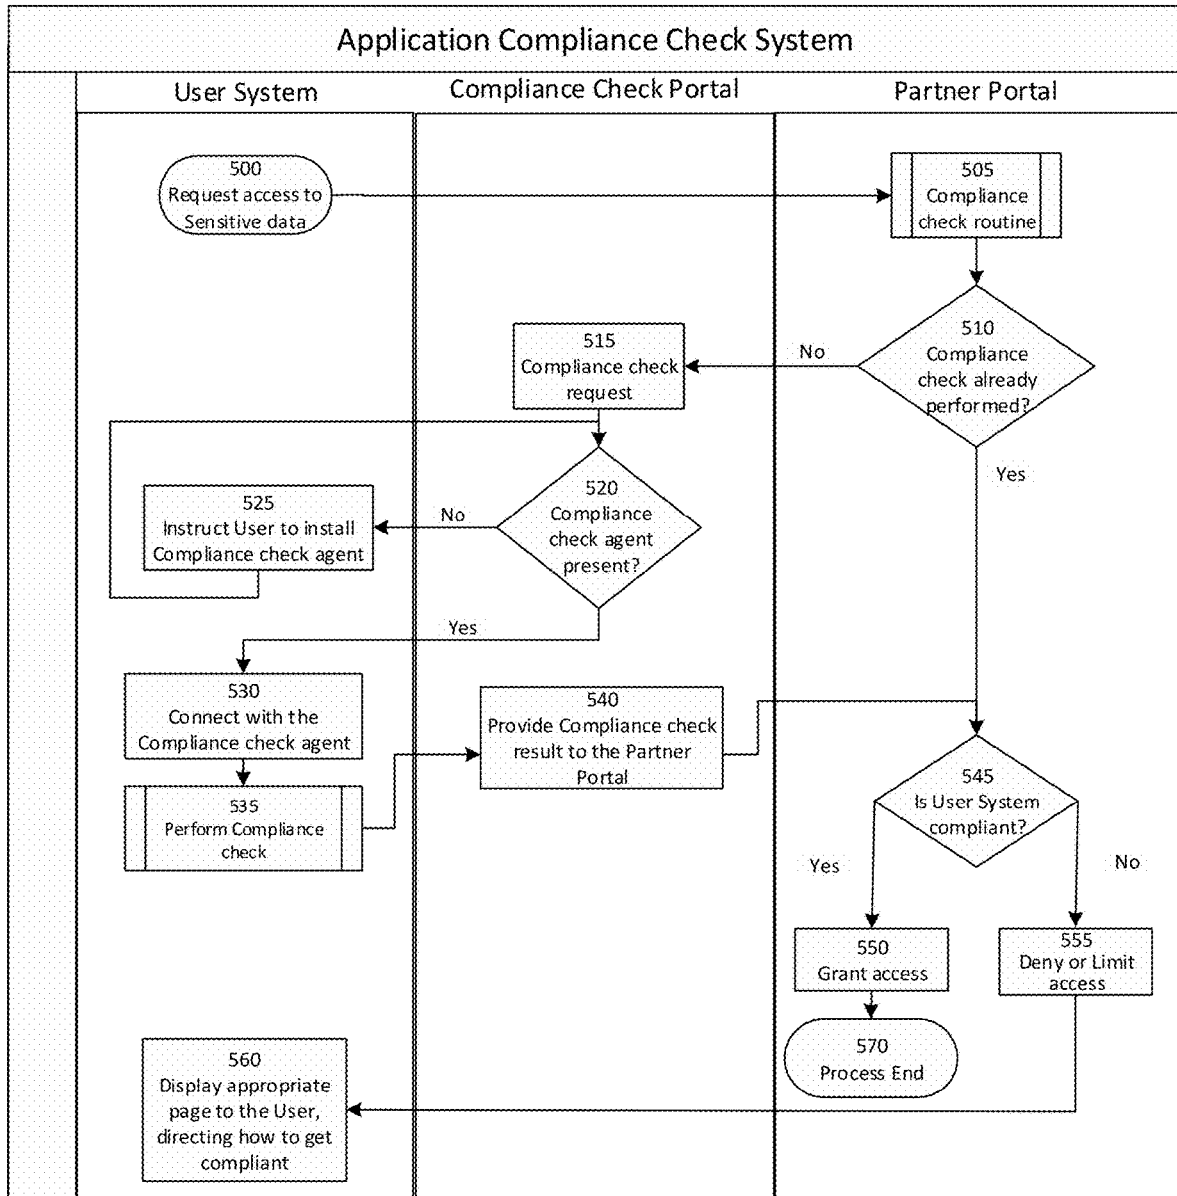 Application Compliance Check System
User System
Compliance Check Portal
Partner Portal
500
Request access to
Sensitive data
505
Compliance
check routine
510
Compliance
check already
performed?
No
Yes
515
Compliance check
request
520
Compliance
check agent
present?
No
Yes
525
Instruct User to install
Compliance check agent
530
Connect with the
Compliance check agent
535
Perform Compliance
check
540
Provide Compliance check
result to the Partner
Portal
545
Is User System
compliant?
Yes
No
550
Grant access
555
Deny or Limit
access
570
Process End
560
Display appropriate
page to the User,
directing how to get
compliant